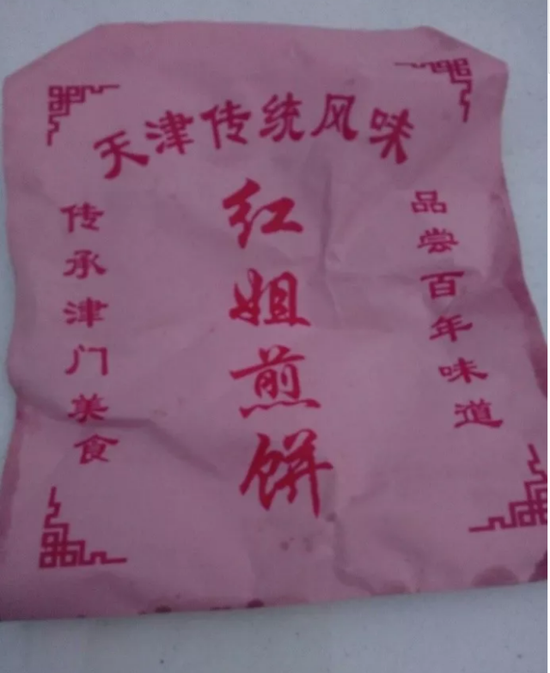 天津传统风味
品尝百年味道
红姐煎饼
传承津门美食